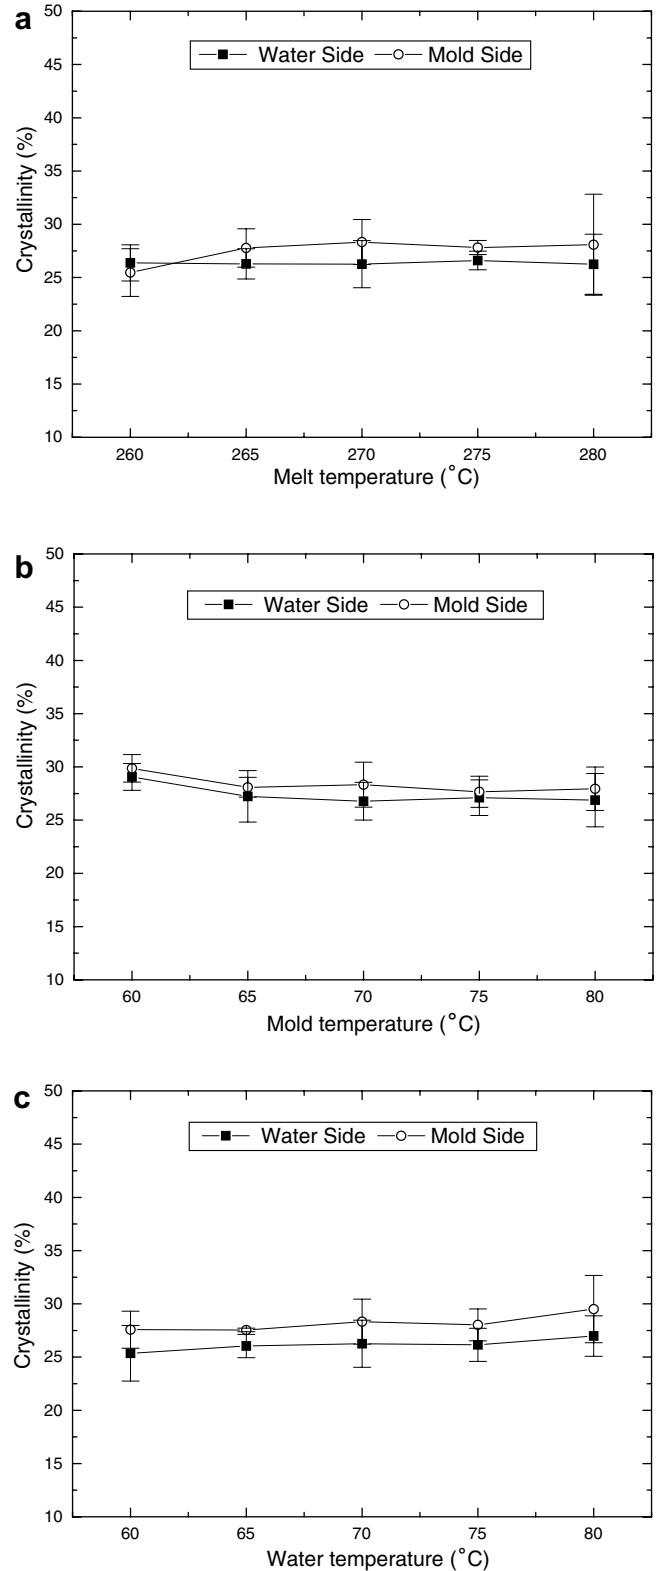 a
50
45
40
35
30
25
20
15
10
Crystallinity (%)
Water Side Mold Side
260 265 270 275 280
Melt temperature (°C)
b
50
45
40
35
30
25
20
15
10
Crystallinity (%)
Water Side Mold Side
60 65 70 75 80
Mold temperature (°C)
c
50
45
40
35
30
25
20
15
10
Crystallinity (%)
Water Side Mold Side
60 65 70 75 80
Water temperature (°C)